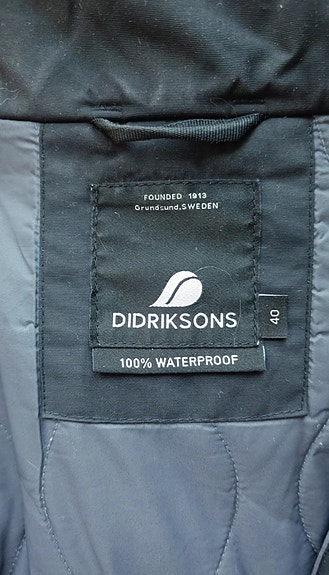 FOUNDED 1913
Grundsund.SWEDEN
DIDRIKSONS
40
100% WATERPROOF